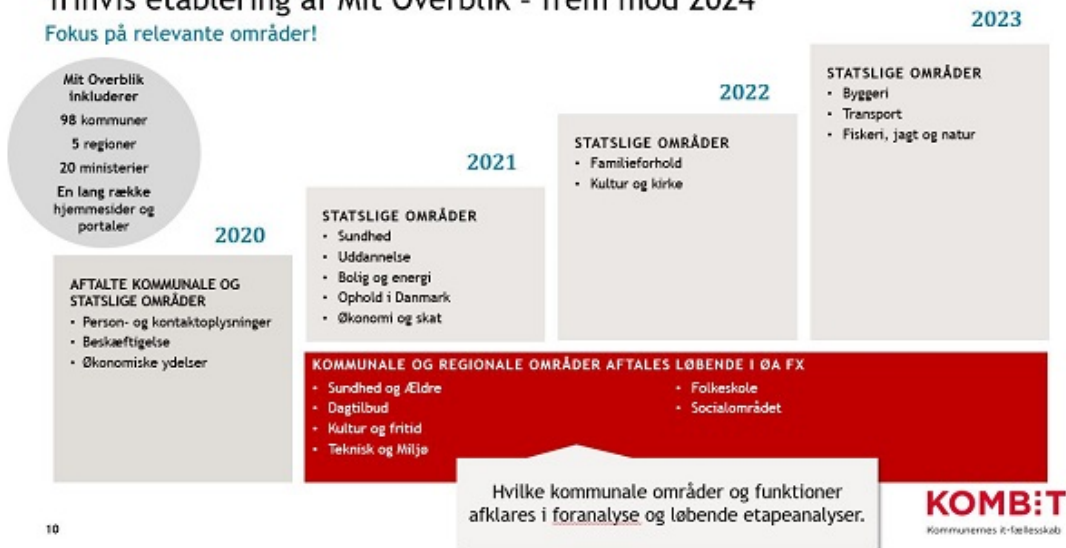 Trinvis etablering af Mit Overblik - frem mod 2024
Fokus på relevante områder!
Mit Overblik
inkluderer
98 kommuner
5 regioner
20 ministerier
En lang række
hjemmesider og
portaler
2020
AFTALTE KOMMUNALE OG
STATSLIGE OMRÅDER
• Person- og kontaktoplysninger
• Beskæftigelse
• Økonomiske ydelser
2021
STATSLIGE OMRÅDER
• Sundhed
• Uddannelse
• Bolig og energi
• Ophold i Danmark
• Økonomi og skat
2022
STATSLIGE OMRÅDER
• Familieforhold
• Kultur og kirke
2023
STATSLIGE OMRÅDER
• Byggeri
• Transport
• Fiskeri, jagt og natur
KOMMUNALE OG REGIONALE OMRÅDER AFTALES LØBENDE I ØA FX
• Sundhed og Ældre
• Dagtilbud
• Kultur og fritid
• Teknisk og Miljø
• Folkeskole
• Socialområdet
Hvilke kommunale områder og funktioner
afklares i foranalyse og løbende etapeanalyser.
10
KOMB:T
Kommunernes it-fællesskab